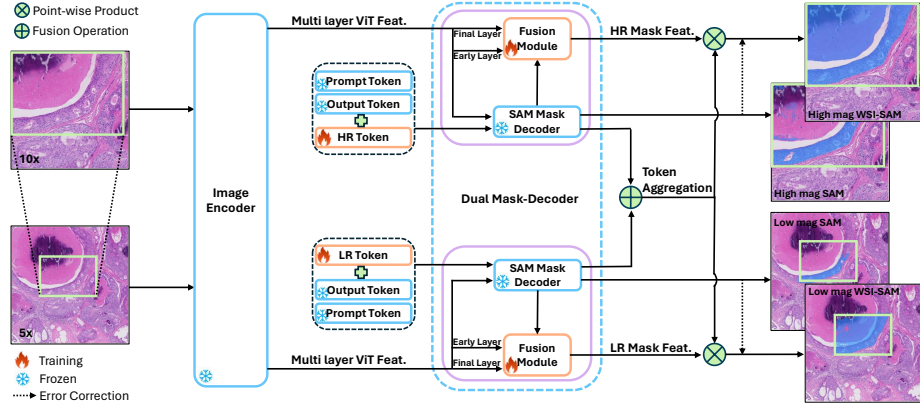 Point-wise Product
Fusion Operation
10x
5x
Training
Frozen
Error Correction
Image
Encoder
Multi layer ViT Feat.
Prompt Token
Output Token
HR Token
LR Token
Output Token
Prompt Token
Multi layer ViT Feat.
Final Layer
Early Layer
Fusion
Module
SAM Mask
Decoder
Dual Mask-Decoder
SAM Mask
Decoder
Early Layer
Final Layer
Fusion
Module
HR Mask Feat.
Token
Aggregation
LR Mask Feat.
High mag WSI-SAM
High mag SAM
Low mag SAM
Low mag WSI-SAM